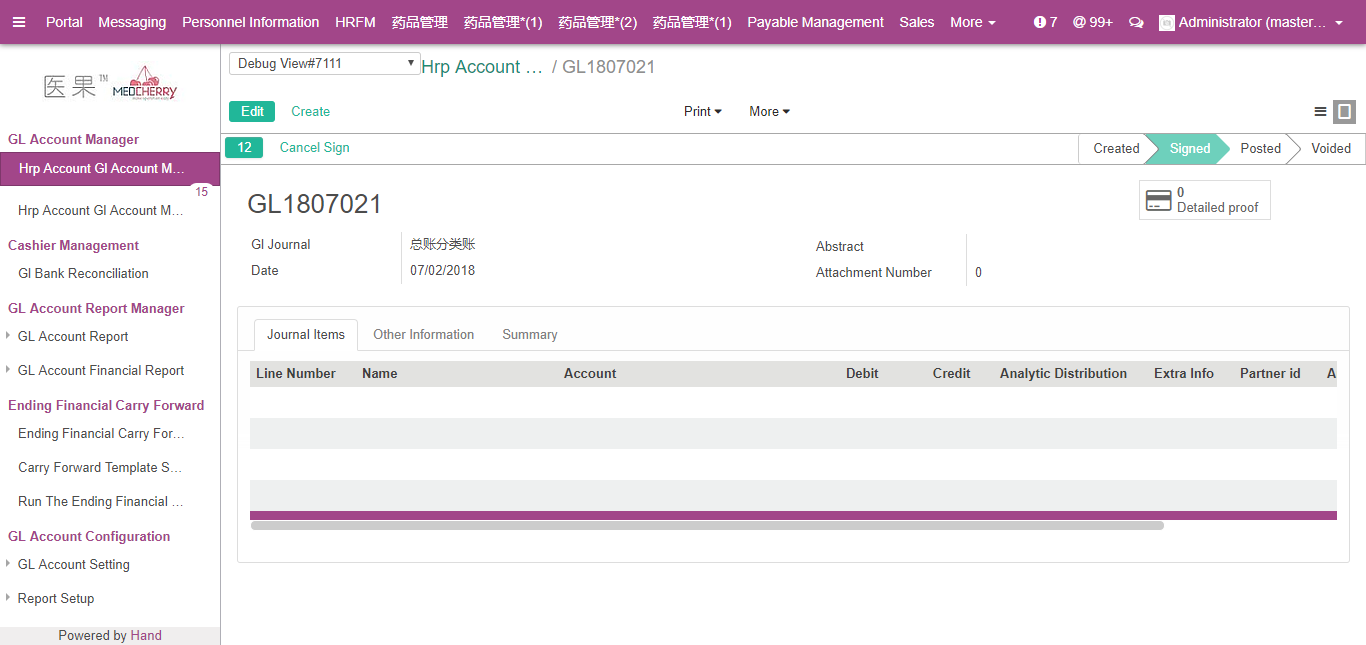 Portal Messaging Personnel Information HRFM 药品管理 药品管理*(1) 药品管理*(2) 药品管理*(1) Payable Management Sales More 7 @ 99+ Administrator (master...
医果™ MEDCHERRY
GL Account Manager
Hrp Account Gl Account M...
15
Hrp Account Gl Account M...
Cashier Management
Gl Bank Reconciliation
GL Account Report Manager
GL Account Report
GL Account Financial Report
Ending Financial Carry Forward
Ending Financial Carry For...
Carry Forward Template S...
Run The Ending Financial ...
GL Account Configuration
GL Account Setting
Report Setup
Powered by Hand
Debug View#7111 Hrp Account ... / GL1807021
Edit Create Print More
12 Cancel Sign Created Signed Posted Voided
GL1807021
0
Detailed proof
Gl Journal 总账分类账
Date 07/02/2018
Abstract
Attachment Number 0
Journal Items Other Information Summary
Line Number Name Account Debit Credit Analytic Distribution Extra Info Partner id A